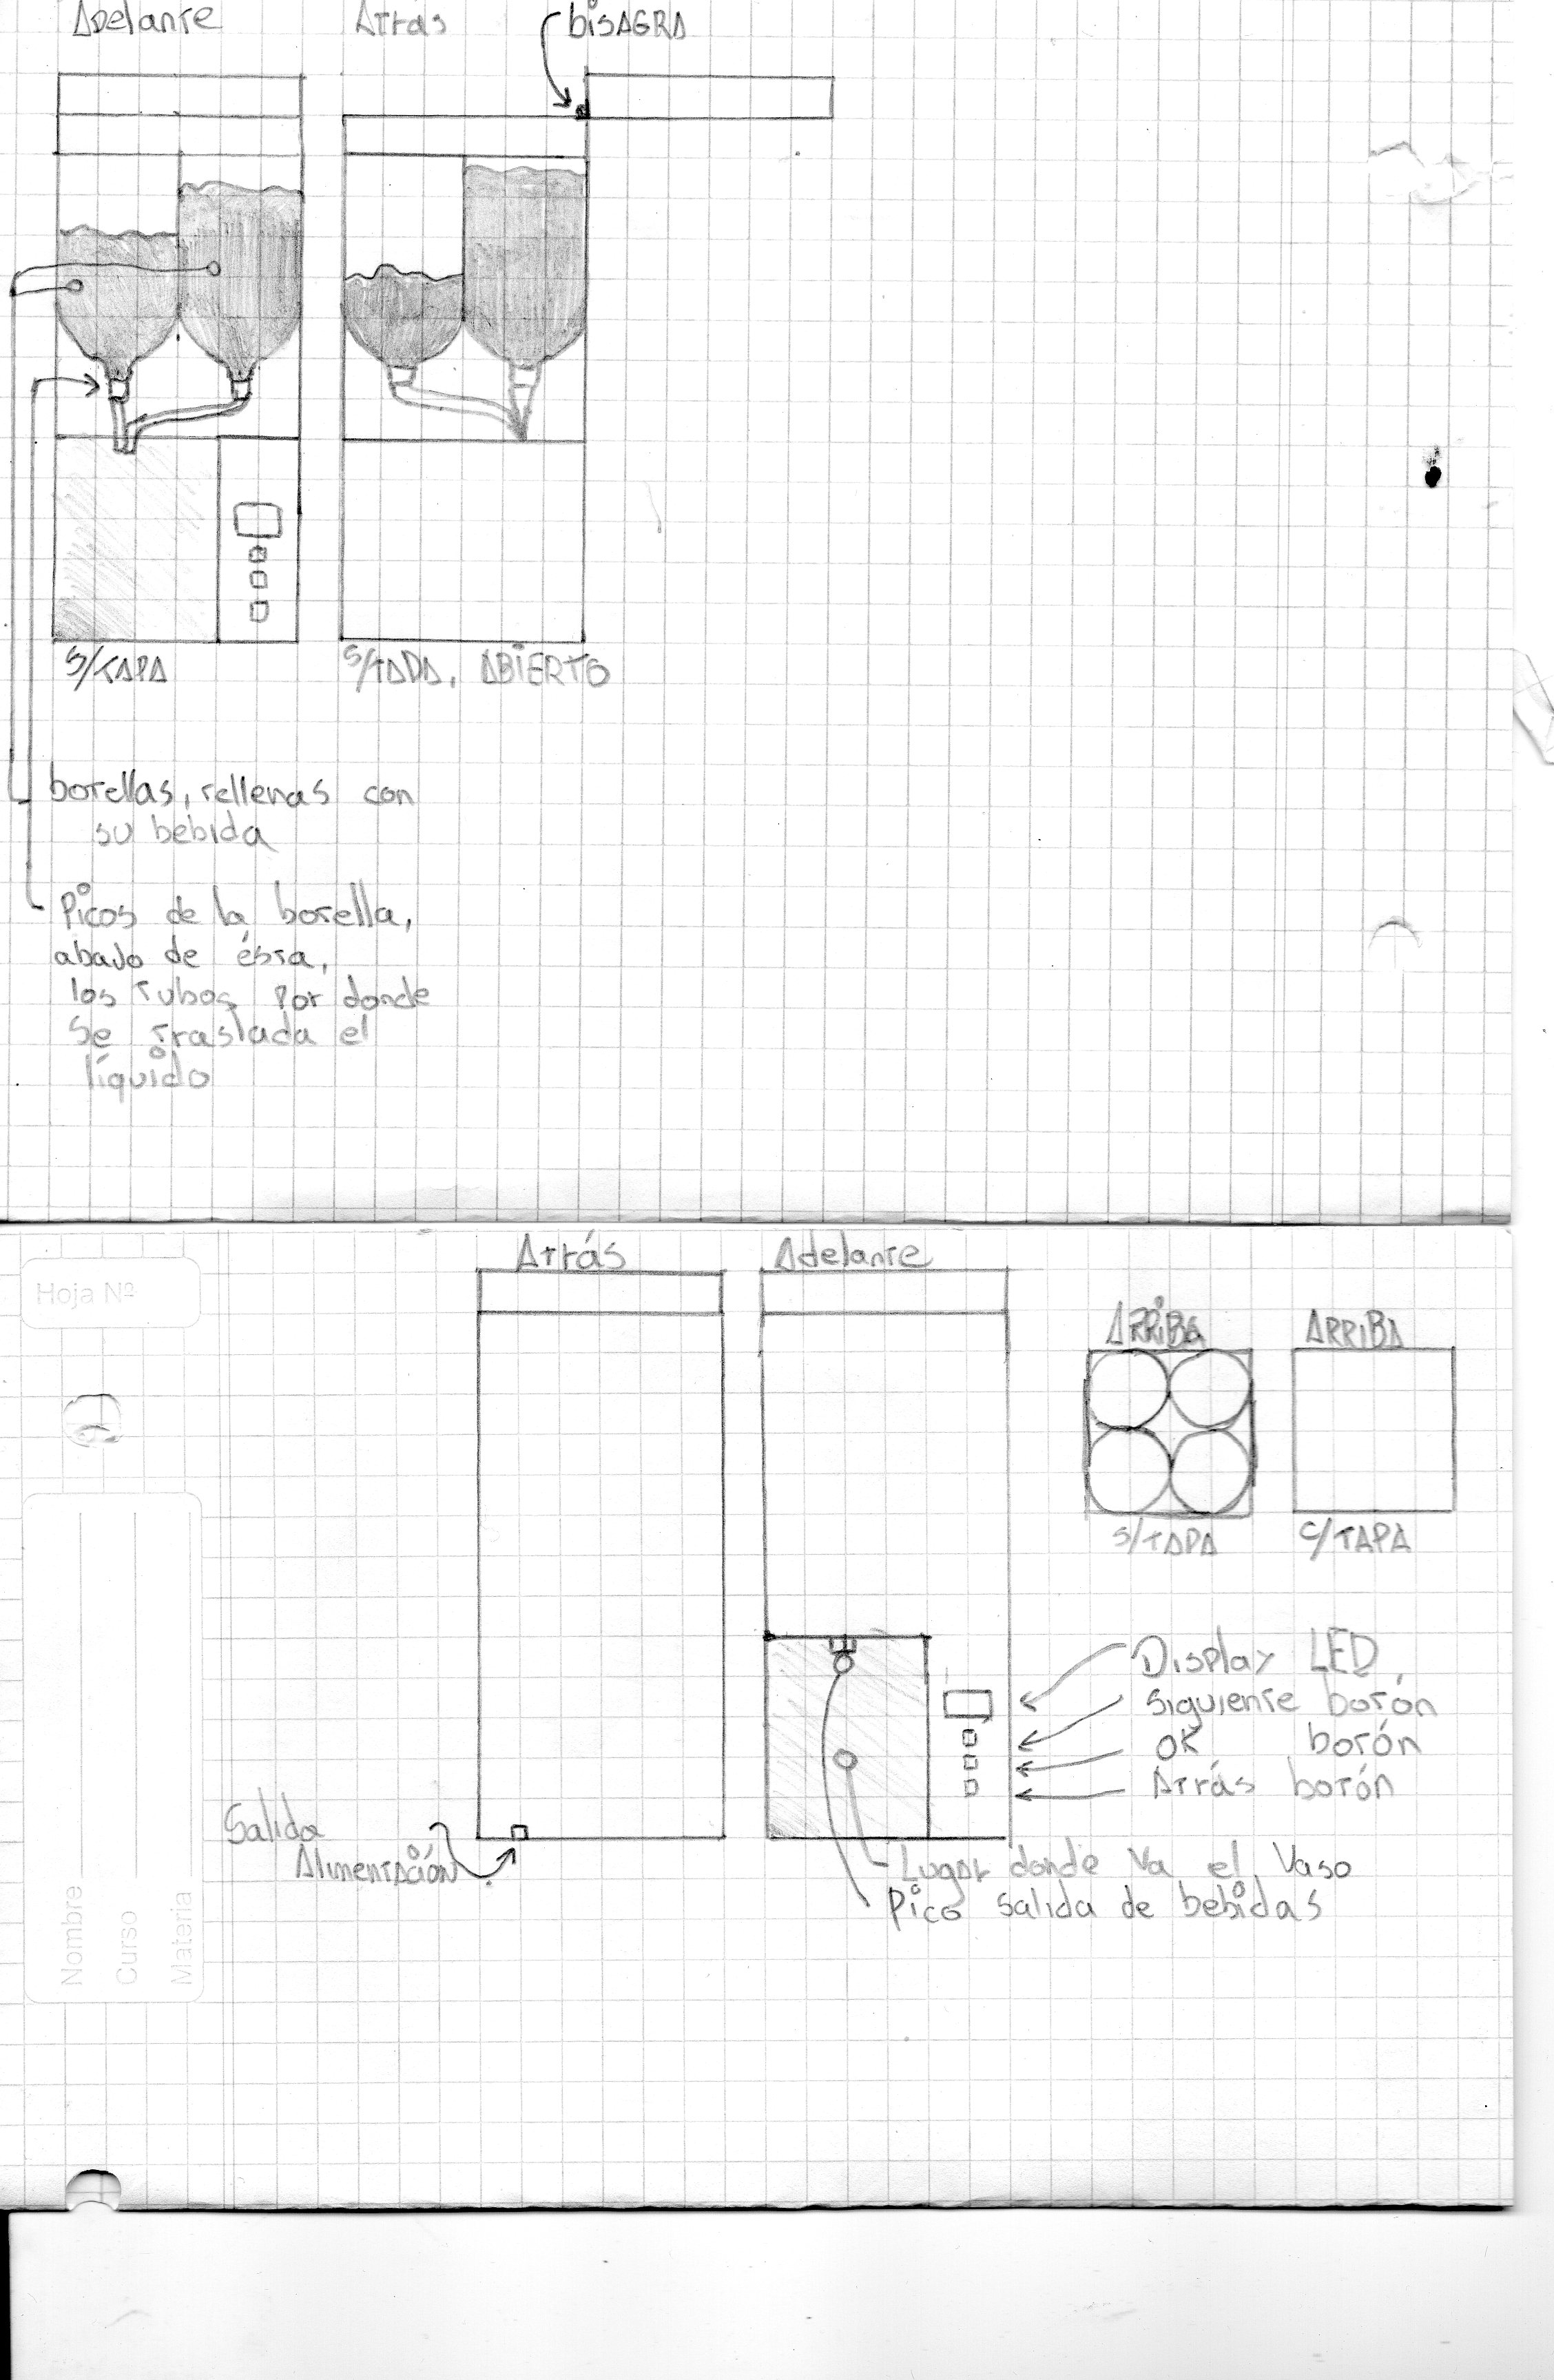 Adelante
Atrás
bisAGRA
S/TAPA
S/TAPA, ABiERTO
botellas, rellenas con
su bebida
Picos de la botella,
abajo de ésta,
los tubos por donde
se traslada el
líquido
Hoja Nº
Nombre
Curso
Materia
Atrás
Adelante
ARRiBA
ARRiBA
S/TAPA
C/TAPA
Display LED
Siguiente botón
OK botón
Atrás botón
Salida
Alimentación
Lugar donde va el vaso
Pico salida de bebidas